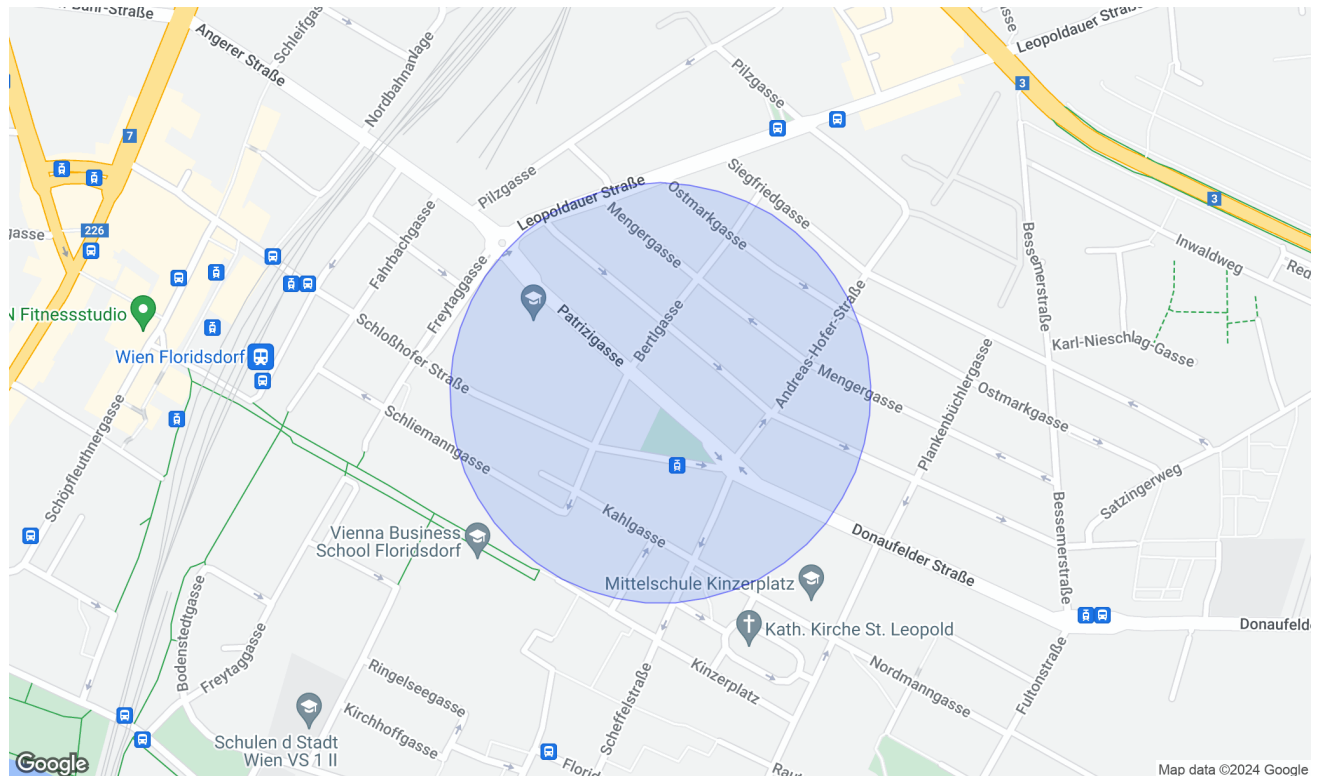 Angerer Straße
Schleifgasse
Nordbahnanlage
Leopoldauer Straße
Pilzgasse
3
7
Pilzgasse
Siegfriedgasse
Leopoldauer Straße
Ostmarkgasse
Mengergasse
3
226
Fahrbachgasse
Freytaggasse
Bessemerstraße
Inwaldweg
N Fitnessstudio
Wien Floridsdorf
Schloßhofer Straße
Patrizigasse
Bertlgasse
Andreas-Hofer-Straße
Karl-Nieschlag-Gasse
Mengergasse
Ostmarkgasse
Plankenbüchlergasse
Schöpfleuthnergasse
Schliemanngasse
Satzingerweg
Bessemerstraße
Kahlgasse
Vienna Business
School Floridsdorf
Donaufelder Straße
Mittelschule Kinzerplatz
Kath. Kirche St. Leopold
Donaufelde
Bodenstedtgasse
Freytaggasse
Ringelseegasse
Kirchhoffgasse
Kinzerplatz
Scheffelstraße
Nordmanngasse
Fultonstraße
Schulen d Stadt
Wien VS 1 II
Google
Map data ©2024 Google